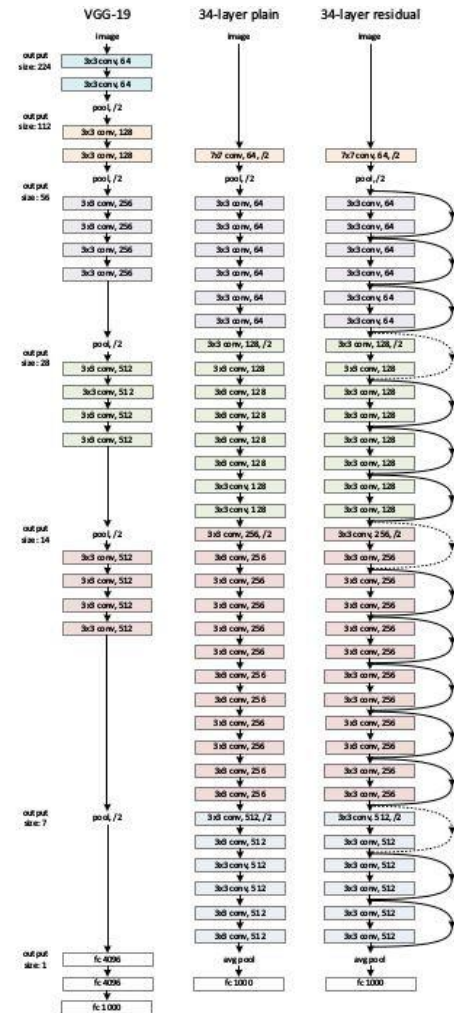 VGG-19
image
output
size: 224
3x3 conv, 64
3x3 conv, 64
pool, /2
output
size: 112
3x3 conv, 128
3x3 conv, 128
pool, /2
output
size: 56
3x3 conv, 256
3x3 conv, 256
3x3 conv, 256
3x3 conv, 256
pool, /2
output
size: 28
3x3 conv, 512
3x3 conv, 512
3x3 conv, 512
3x3 conv, 512
output
size: 14
pool, /2
3x3 conv, 512
3x3 conv, 512
3x3 conv, 512
3x3 conv, 512
output
size: 7
pool, /2
output
size: 1
fc 4096
fc 4096
fc 1000
34-layer plain
image
7x7 conv, 64, /2
pool, /2
3x3 conv, 64
3x3 conv, 64
3x3 conv, 64
3x3 conv, 64
3x3 conv, 64
3x3 conv, 64
3x3 conv, 128, /2
3x3 conv, 128
3x3 conv, 128
3x3 conv, 128
3x3 conv, 128
3x3 conv, 128
3x3 conv, 128
3x3 conv, 128
3x3 conv, 256, /2
3x3 conv, 256
3x3 conv, 256
3x3 conv, 256
3x3 conv, 256
3x3 conv, 256
3x3 conv, 256
3x3 conv, 256
3x3 conv, 256
3x3 conv, 256
3x3 conv, 256
3x3 conv, 256
3x3 conv, 512, /2
3x3 conv, 512
3x3 conv, 512
3x3 conv, 512
3x3 conv, 512
3x3 conv, 512
avg pool
fc 1000
34-layer residual
image
7x7 conv, 64, /2
pool, /2
3x3 conv, 64
3x3 conv, 64
3x3 conv, 64
3x3 conv, 64
3x3 conv, 64
3x3 conv, 64
3x3 conv, 128, /2
3x3 conv, 128
3x3 conv, 128
3x3 conv, 128
3x3 conv, 128
3x3 conv, 128
3x3 conv, 128
3x3 conv, 128
3x3 conv, 256, /2
3x3 conv, 256
3x3 conv, 256
3x3 conv, 256
3x3 conv, 256
3x3 conv, 256
3x3 conv, 256
3x3 conv, 256
3x3 conv, 256
3x3 conv, 256
3x3 conv, 256
3x3 conv, 256
3x3 conv, 512, /2
3x3 conv, 512
3x3 conv, 512
3x3 conv, 512
3x3 conv, 512
3x3 conv, 512
avg pool
fc 1000